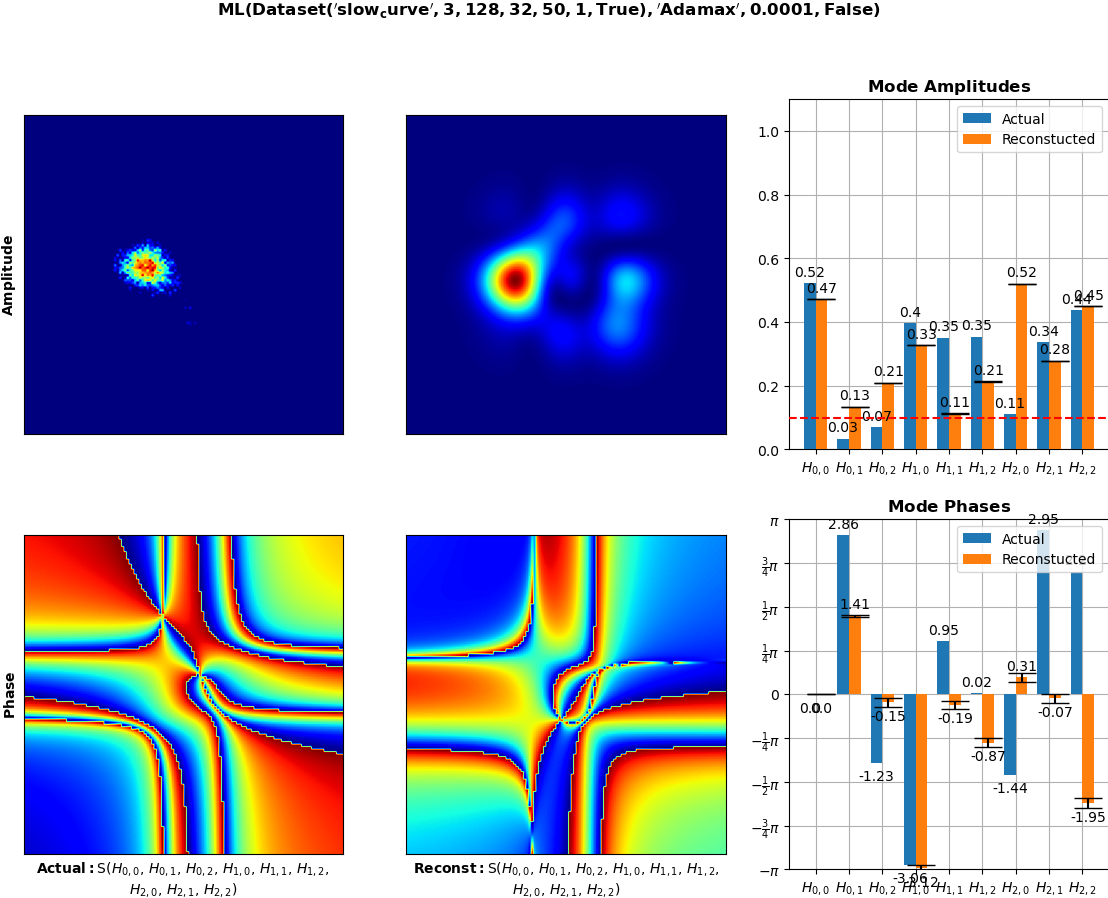 ML(Dataset('slow_curve', 3, 128, 32, 50, 1, True), 'Adamax', 0.0001, False)
Amplitude
Mode Amplitudes
Actual
Reconstucted
1.0
0.8
0.6
0.4
0.2
0.0
0.52
0.47
0.03
0.13
0.07
0.21
0.4
0.33
0.35
0.11
0.35
0.21
0.11
0.52
0.34
0.28
0.44
0.45
H0,0 H0,1 H0,2 H1,0 H1,1 H1,2 H2,0 H2,1 H2,2
Phase
Mode Phases
Actual
Reconstucted
π
3/4π
1/2π
1/4π
0
−1/4π
−1/2π
−3/4π
−π
0.0
0.0
2.86
1.41
-1.23
-0.15
-3.06
-3.12
0.95
-0.19
0.02
-0.87
-1.44
0.31
2.95
-0.07
-1.95
H0,0 H0,1 H0,2 H1,0 H1,1 H1,2 H2,0 H2,1 H2,2
Actual: S(H0,0, H0,1, H0,2, H1,0, H1,1, H1,2,
H2,0, H2,1, H2,2)
Reconst: S(H0,0, H0,1, H0,2, H1,0, H1,1, H1,2,
H2,0, H2,1, H2,2)